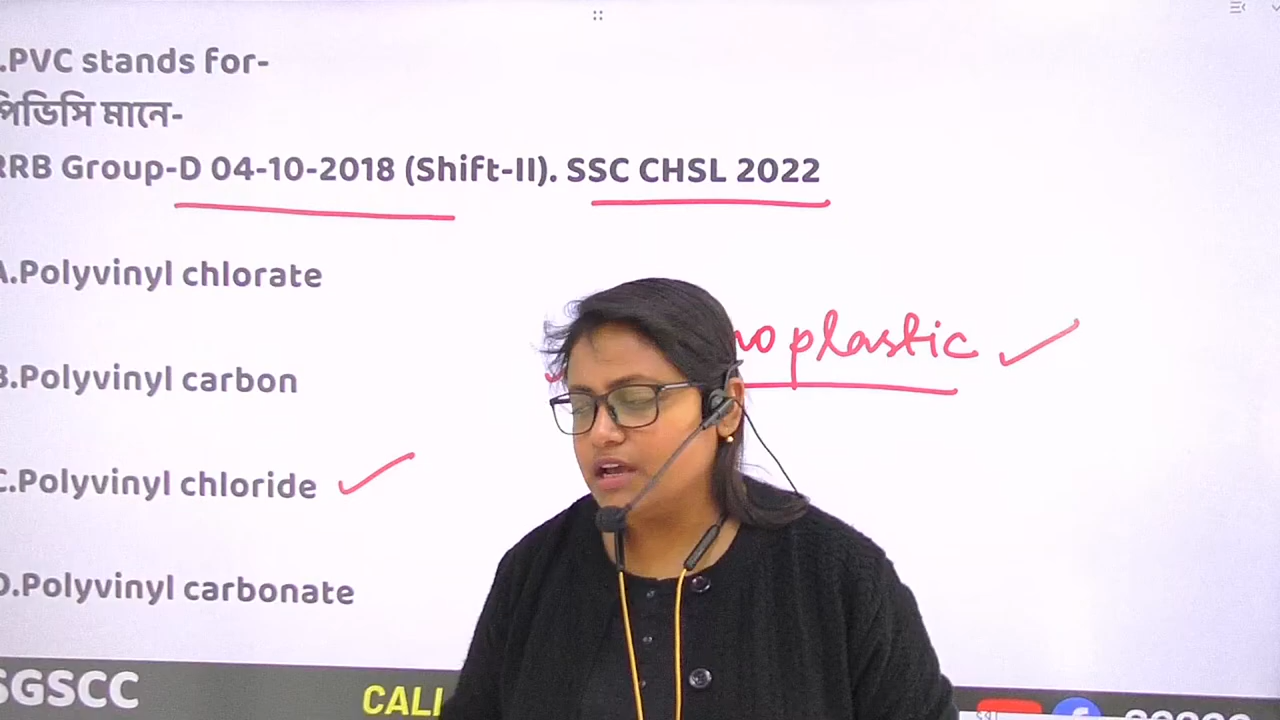 .PVC stands for-
পিভিসি মানে-
RRB Group-D 04-10-2018 (Shift-II). SSC CHSL 2022
A.Polyvinyl chlorate
noplastic
B.Polyvinyl carbon
C.Polyvinyl chloride
D.Polyvinyl carbonate
SGSCC
CALL